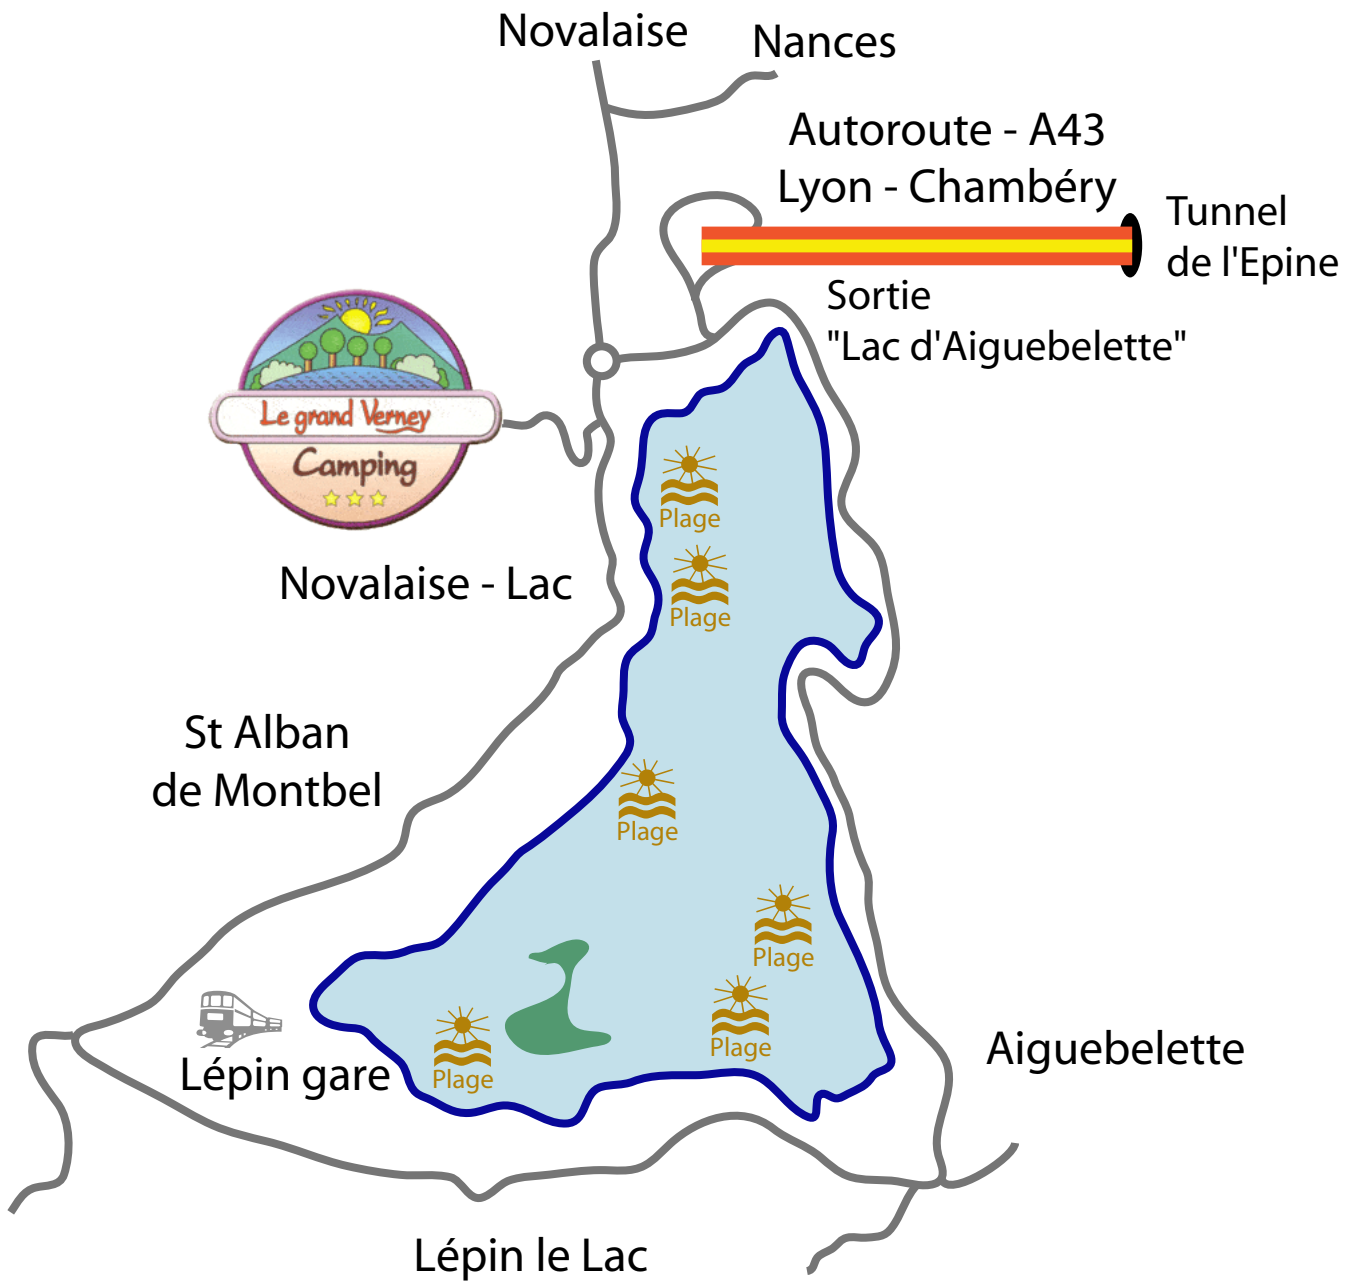 Novalaise
Nances
Autoroute - A43
Lyon - Chambéry
Tunnel
de l'Epine
Sortie
"Lac d'Aiguebelette"
Le grand Verney
Camping
Plage
Plage
Novalaise - Lac
St Alban
de Montbel
Plage
Plage
Plage
Aiguebelette
Lépin gare
Plage
Lépin le Lac